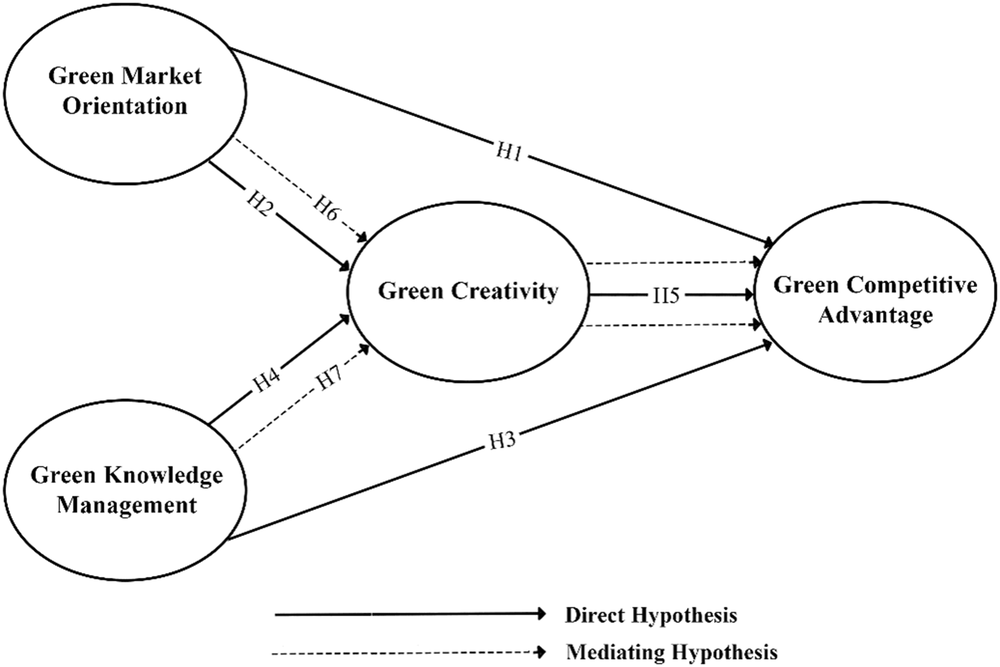 Green Market
Orientation
H1
H2
H6
Green Creativity
H5
Green Competitive
Advantage
H4
H7
H3
Green Knowledge
Management
Direct Hypothesis
Mediating Hypothesis